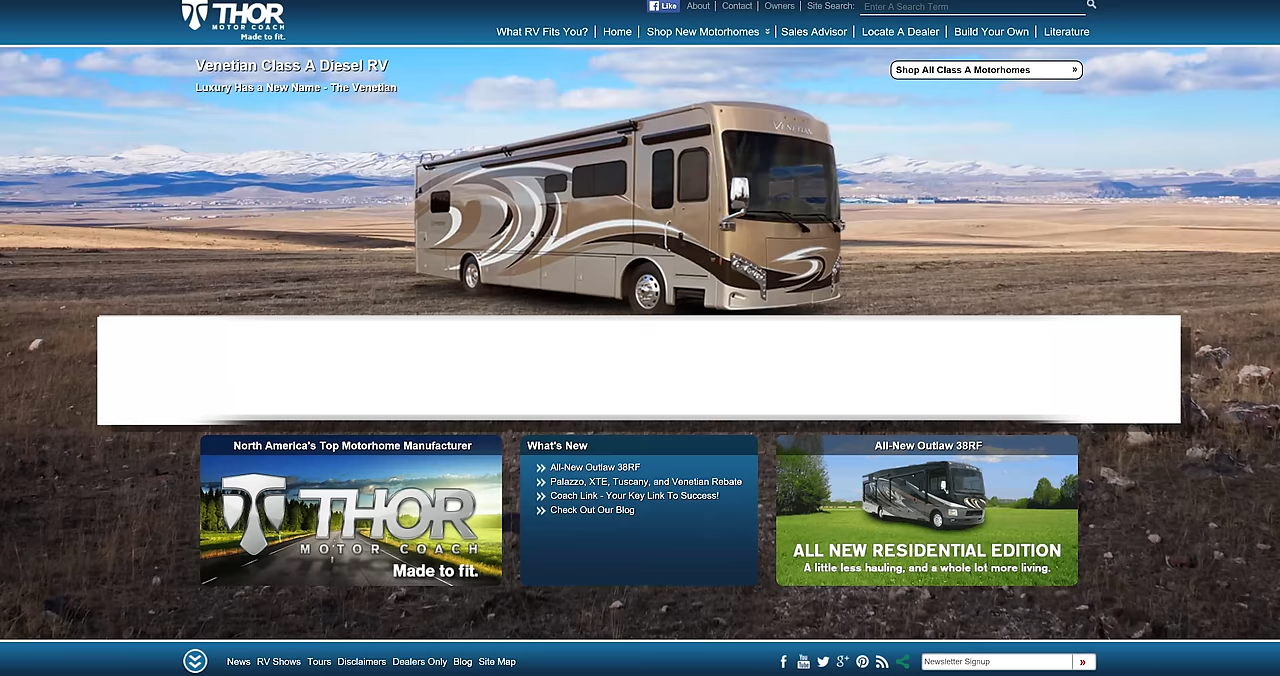 THOR
MOTOR COACH
Made to fit.
Like
About
Contact
Owners
Site Search:
Enter A Search Term
What RV Fits You?
Home
Shop New Motorhomes
Sales Advisor
Locate A Dealer
Build Your Own
Literature
Venetian Class A Diesel RV
Luxury Has a New Name - The Venetian
Shop All Class A Motorhomes »
VENETIAN
North America's Top Motorhome Manufacturer
THOR
MOTOR COACH
Made to fit.
What's New
All-New Outlaw 38RF
Palazzo, XTE, Tuscany, and Venetian Rebate
Coach Link - Your Key Link To Success!
Check Out Our Blog
All-New Outlaw 38RF
ALL NEW RESIDENTIAL EDITION
A little less hauling, and a whole lot more living.
News
RV Shows
Tours
Disclaimers
Dealers Only
Blog
Site Map
You Tube
Newsletter Signup
»